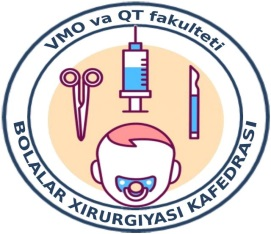 VMO va QT fakulteti
BOLALAR XIRURGIYASI KAFEDRASI